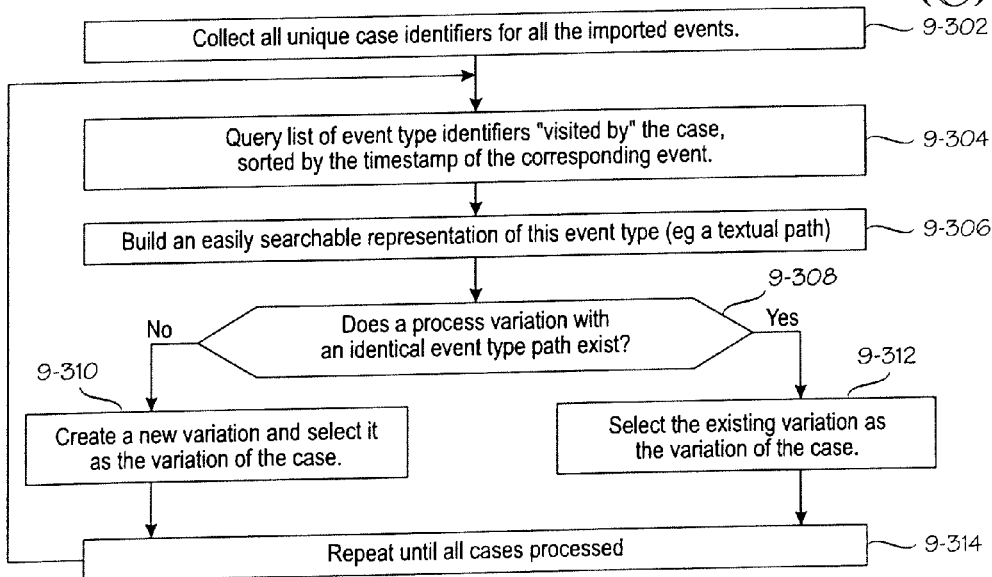 Collect all unique case identifiers for all the imported events.
9-302
Query list of event type identifiers "visited by" the case,
sorted by the timestamp of the corresponding event.
9-304
Build an easily searchable representation of this event type (eg a textual path)
9-306
9-308
Does a process variation with
an identical event type path exist?
No
Yes
9-310
9-312
Create a new variation and select it
as the variation of the case.
Select the existing variation as
the variation of the case.
Repeat until all cases processed
9-314